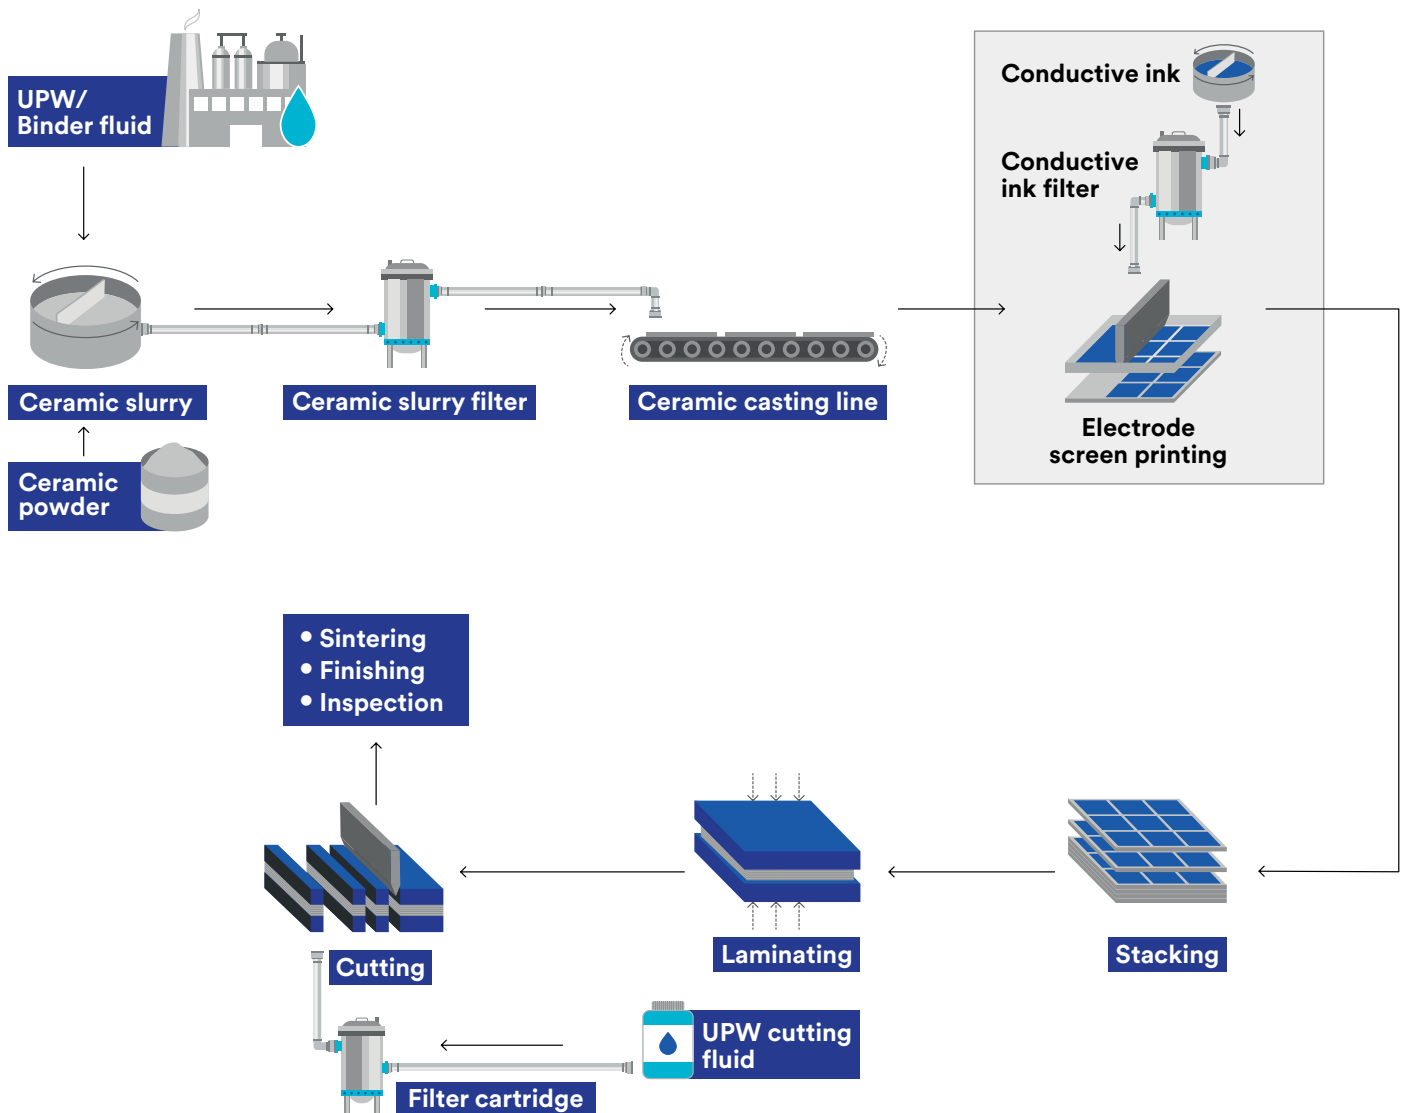 UPW/
Binder fluid
Conductive ink
Conductive
ink filter
Ceramic slurry
Ceramic slurry filter
Ceramic casting line
Electrode
screen printing
Ceramic
powder
• Sintering
• Finishing
• Inspection
Cutting
Laminating
Stacking
UPW cutting
fluid
Filter cartridge